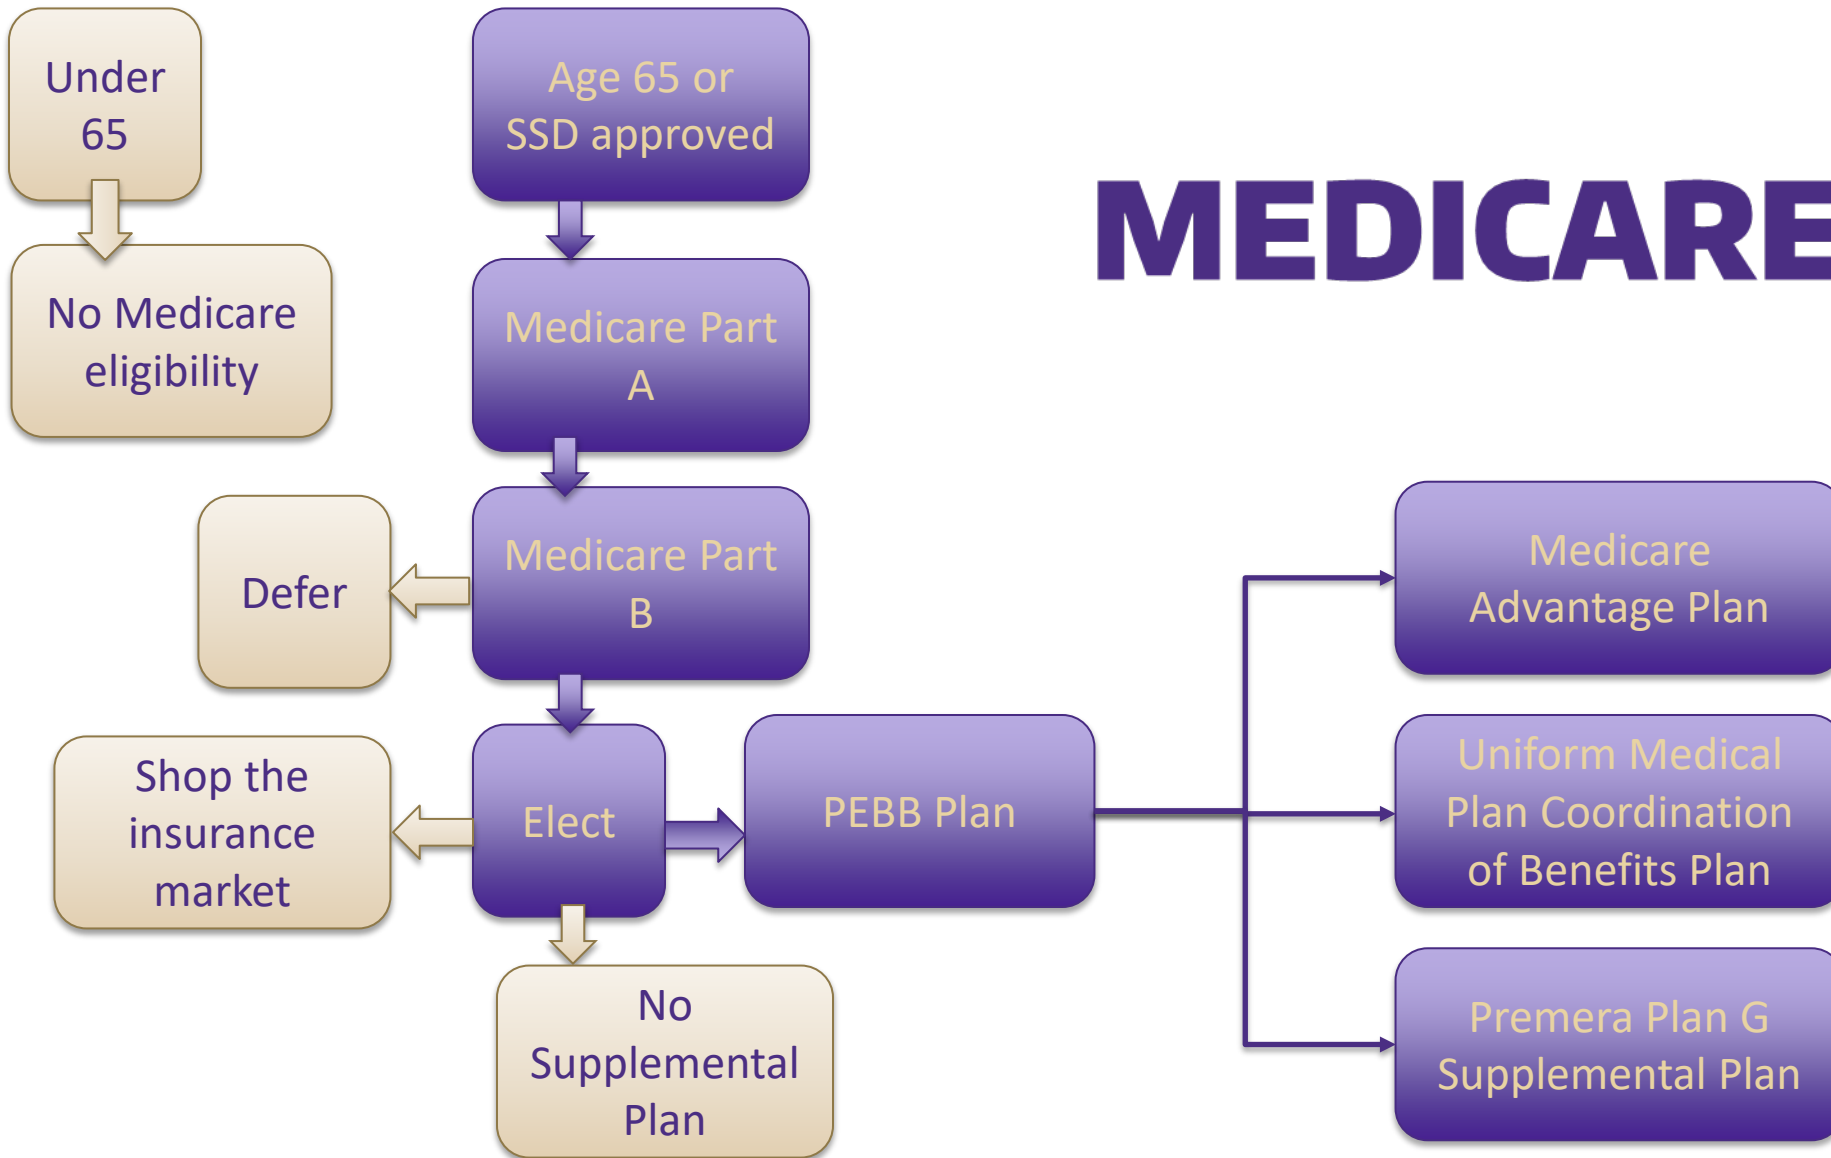 Under
65
Age 65 or
SSD approved
MEDICARE
No Medicare
eligibility
Medicare Part
A
Defer
Medicare Part
B
Medicare
Advantage Plan
Shop the
insurance
market
Elect
PEBB Plan
Uniform Medical
Plan Coordination
of Benefits Plan
No
Supplemental
Plan
Premera Plan G
Supplemental Plan